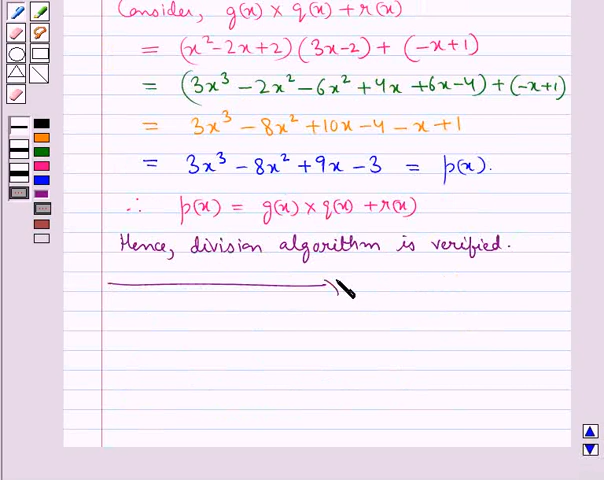 Consider, g(x) × q(x) + r(x)
= (x² - 2x + 2) (3x - 2) + (-x + 1)
= (3x³ - 2x² - 6x² + 4x + 6x - 4) + (-x + 1)
= 3x³ - 8x² + 10x - 4 - x + 1
= 3x³ - 8x² + 9x - 3 = p(x).
∴ p(x) = g(x) × q(x) + r(x)
Hence, division algorithm is verified.